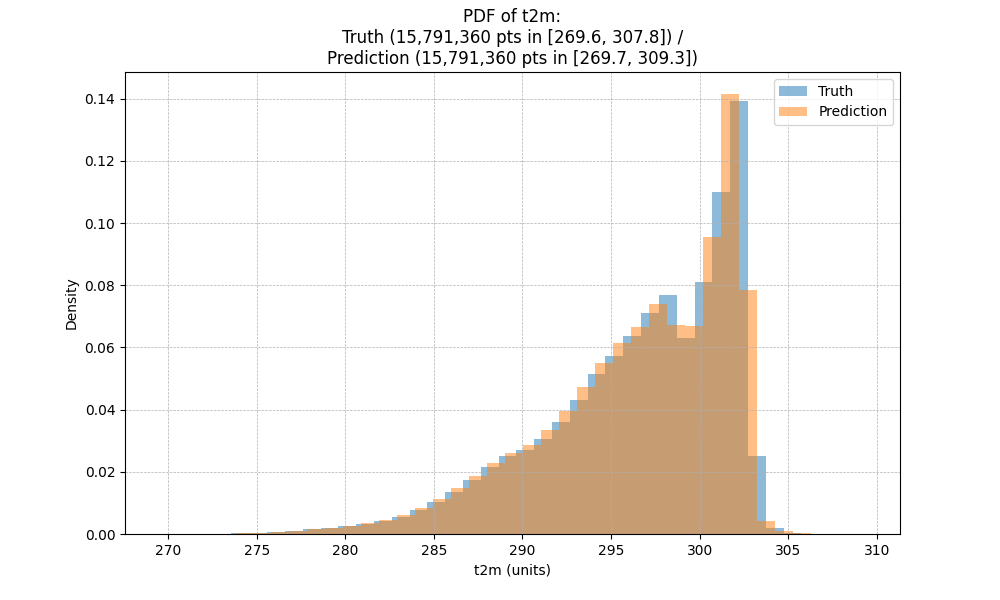 PDF of t2m:
Truth (15,791,360 pts in [269.6, 307.8]) /
Prediction (15,791,360 pts in [269.7, 309.3])
Truth
Prediction
0.14
0.12
0.10
0.08
0.06
0.04
0.02
0.00
Density
270
275
280
285
290
295
300
305
310
t2m (units)